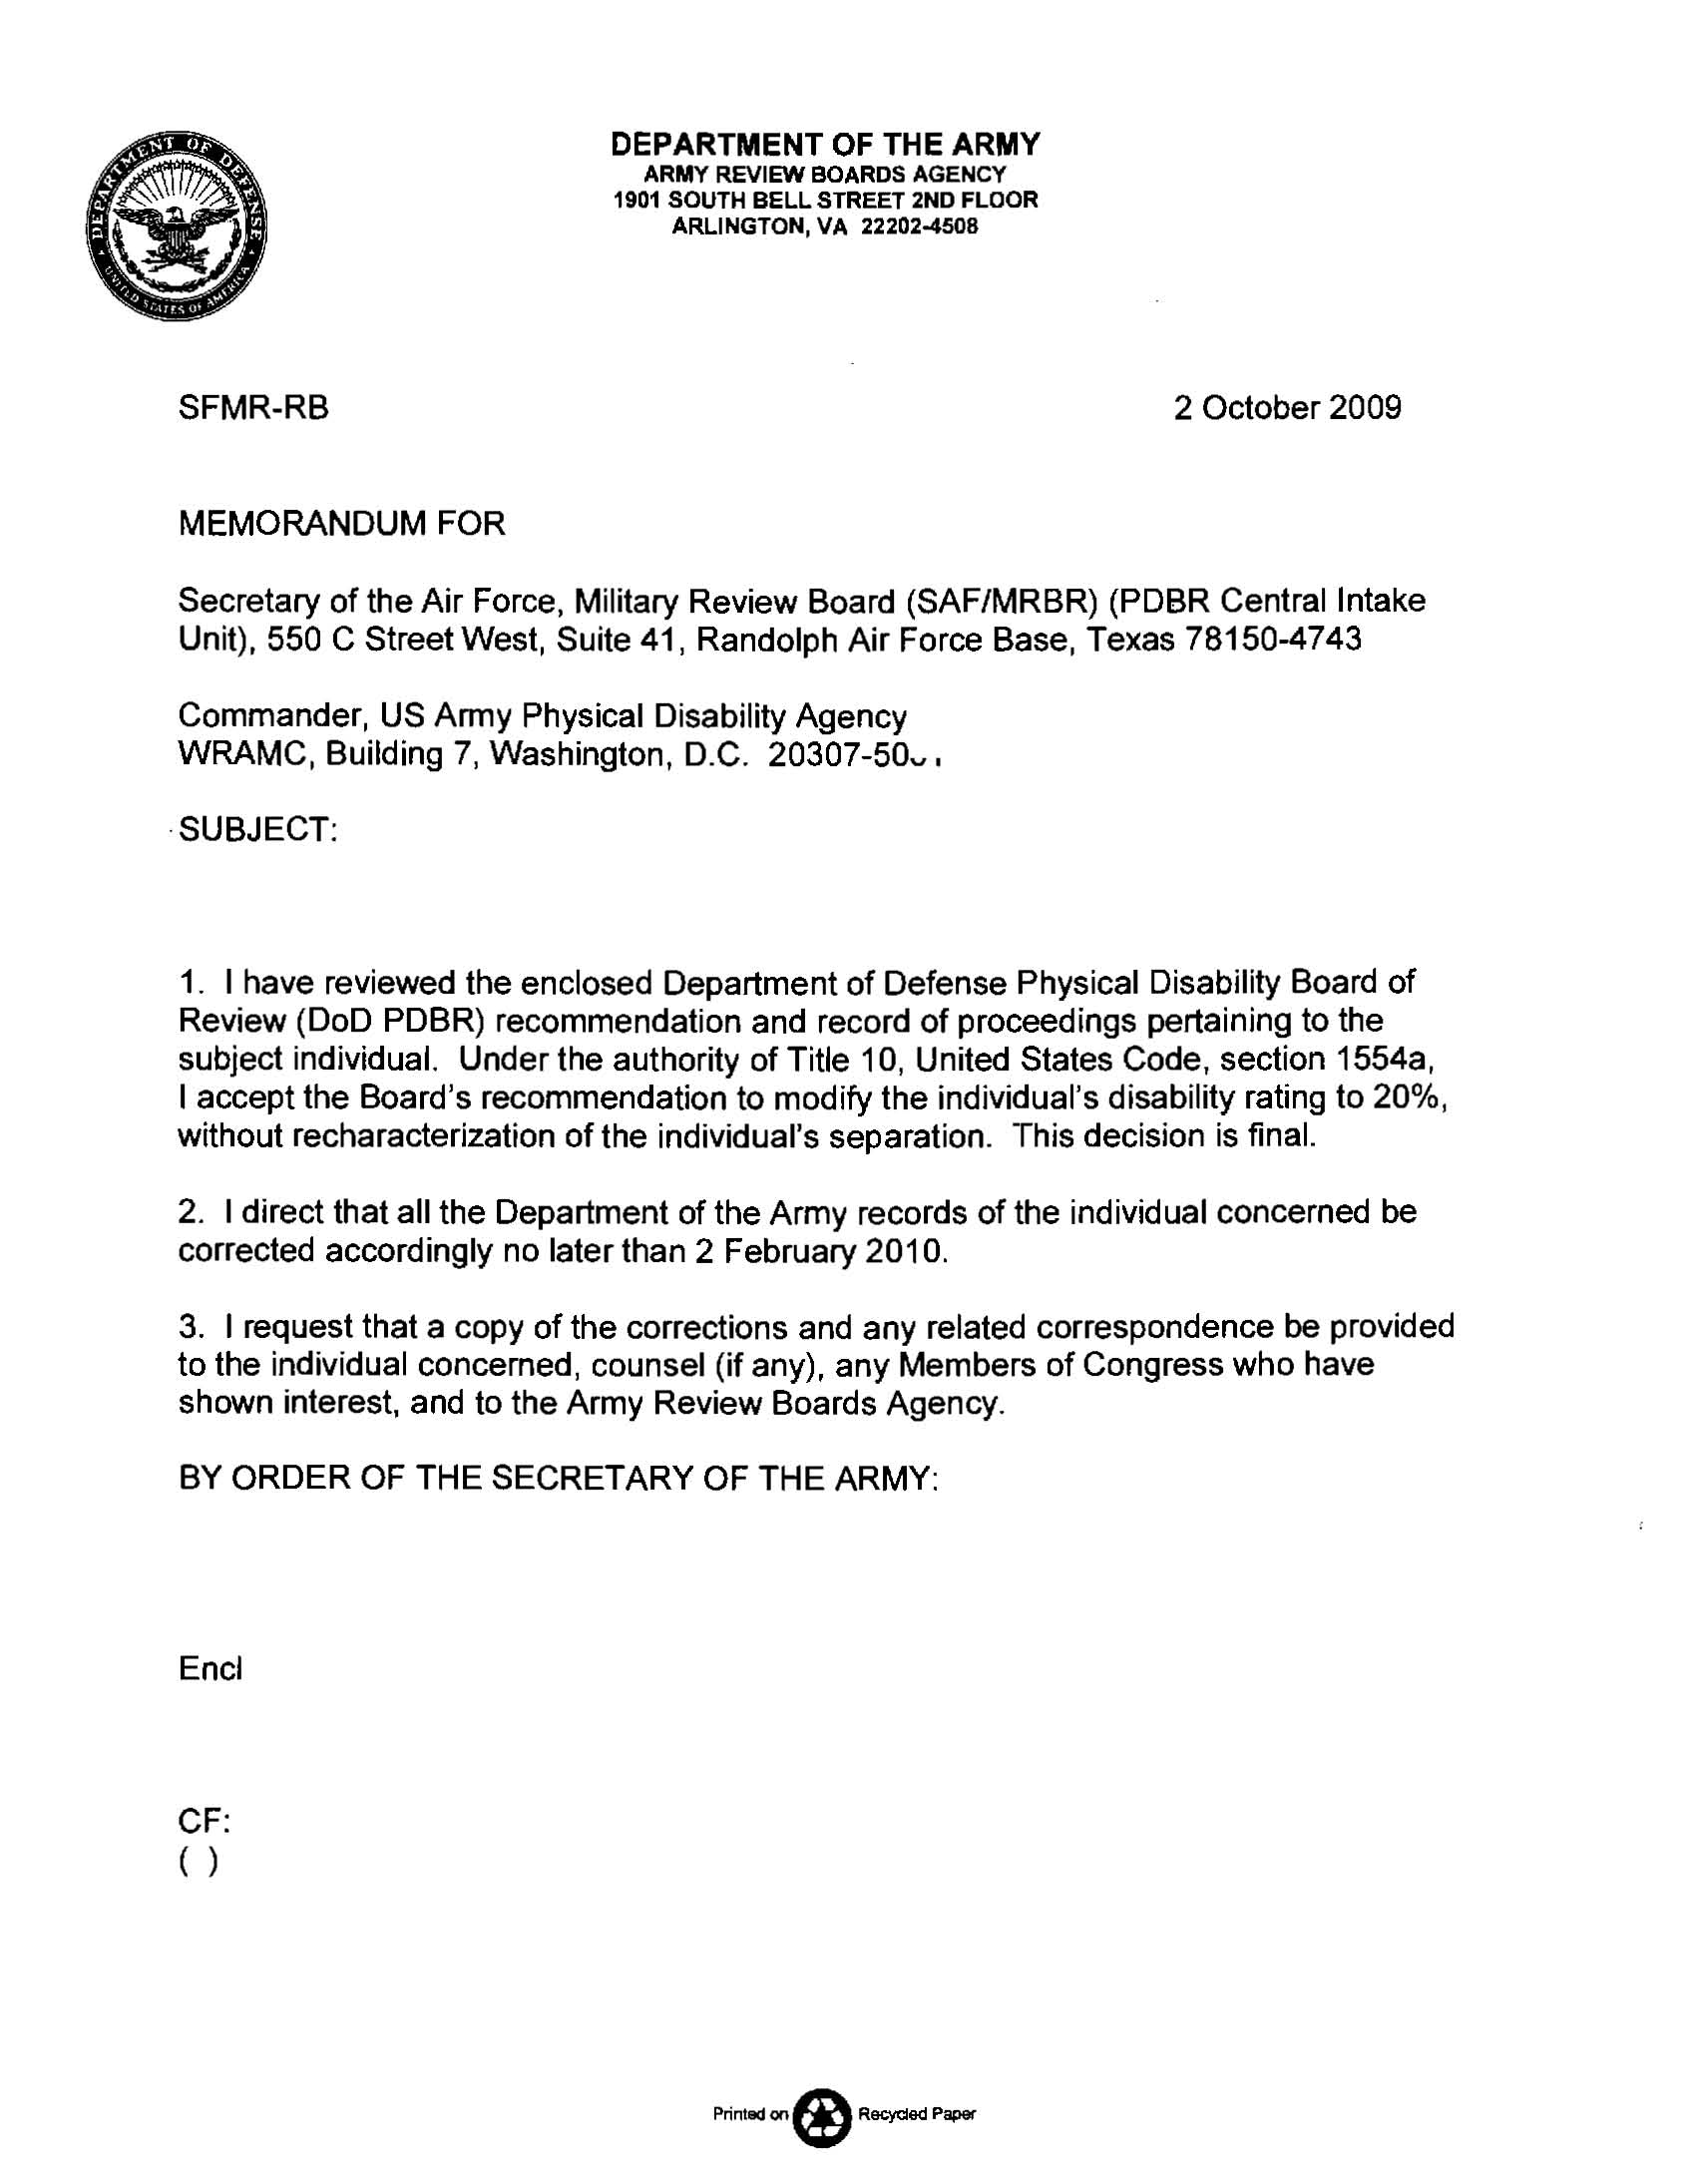 DEPARTMENT OF DEFENSE
UNITED STATES OF AMERICA
DEPARTMENT OF THE ARMY
ARMY REVIEW BOARDS AGENCY
1901 SOUTH BELL STREET 2ND FLOOR
ARLINGTON, VA 22202-4508
SFMR-RB 2 October 2009
MEMORANDUM FOR
Secretary of the Air Force, Military Review Board (SAF/MRBR) (PDBR Central Intake
Unit), 550 C Street West, Suite 41, Randolph Air Force Base, Texas 78150-4743
Commander, US Army Physical Disability Agency
WRAMC, Building 7, Washington, D.C. 
SUBJECT:
1. I have reviewed the enclosed Department of Defense Physical Disability Board of
Review (DoD PDBR) recommendation and record of proceedings pertaining to the
subject individual. Under the authority of Title 10, United States Code, section 1554a,
I accept the Board's recommendation to modify the individual's disability rating to 20%,
without recharacterization of the individual's separation. This decision is final.
2. I direct that all the Department of the Army records of the individual concerned be
corrected accordingly no later than 2 February 2010.
3. I request that a copy of the corrections and any related correspondence be provided
to the individual concerned, counsel (if any), any Members of Congress who have
shown interest, and to the Army Review Boards Agency.
BY ORDER OF THE SECRETARY OF THE ARMY:
Encl
CF:
( )
Printed on Recycled Paper